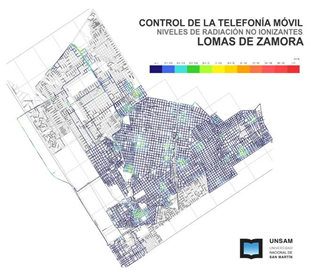 CONTROL DE LA TELEFONÍA MÓVIL
NIVELES DE RADIACIÓN NO IONIZANTES
LOMAS DE ZAMORA
UNSAM
UNIVERSIDAD
NACIONAL DE
SAN MARTÍN